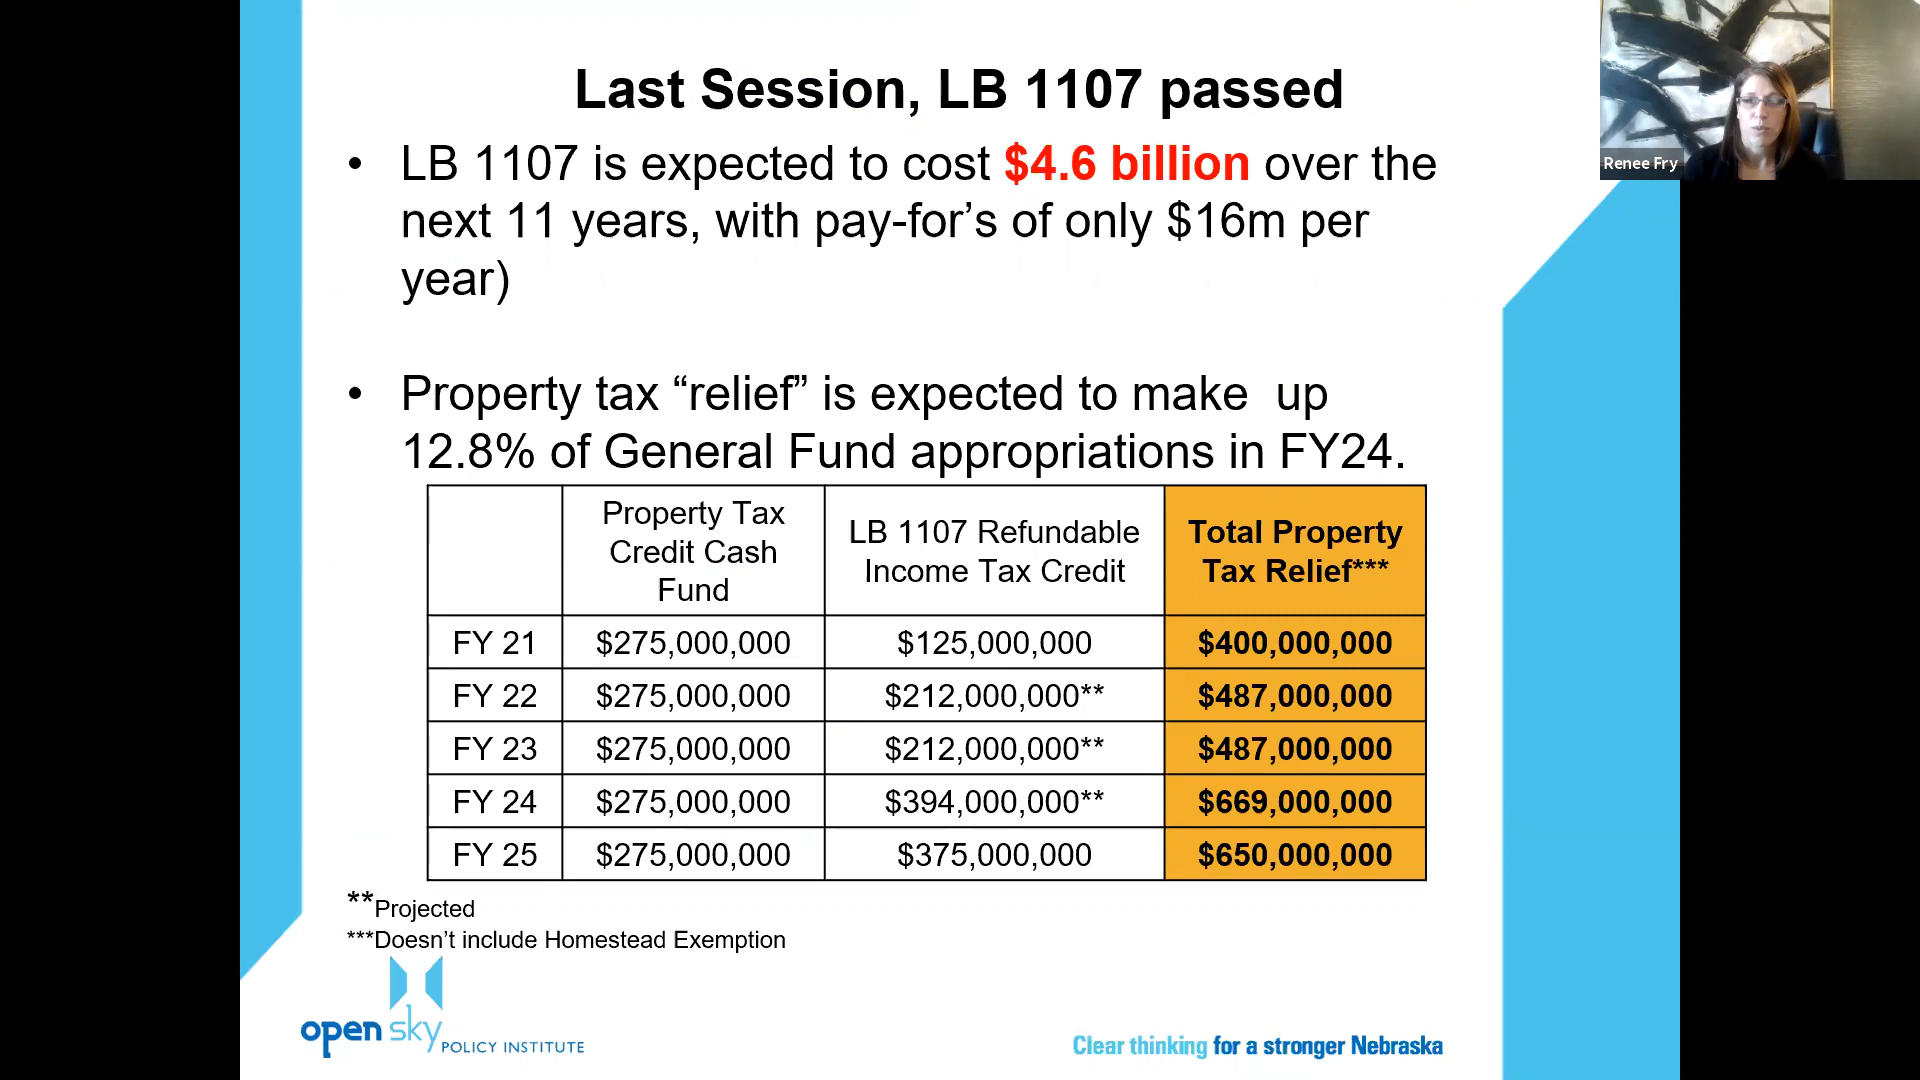 Last Session, LB 1107 passed
Renee Fry
• LB 1107 is expected to cost $4.6 billion over the
next 11 years, with pay-for’s of only $16m per
year)
• Property tax “relief” is expected to make  up
12.8% of General Fund appropriations in FY24.
Property Tax
Credit Cash
Fund
LB 1107 Refundable
Income Tax Credit
Total Property
Tax Relief***
FY 21 $275,000,000 $125,000,000 $400,000,000
FY 22 $275,000,000 $212,000,000** $487,000,000
FY 23 $275,000,000 $212,000,000** $487,000,000
FY 24 $275,000,000 $394,000,000** $669,000,000
FY 25 $275,000,000 $375,000,000 $650,000,000
**Projected
***Doesn’t include Homestead Exemption
open sky
POLICY INSTITUTE
Clear thinking for a stronger Nebraska